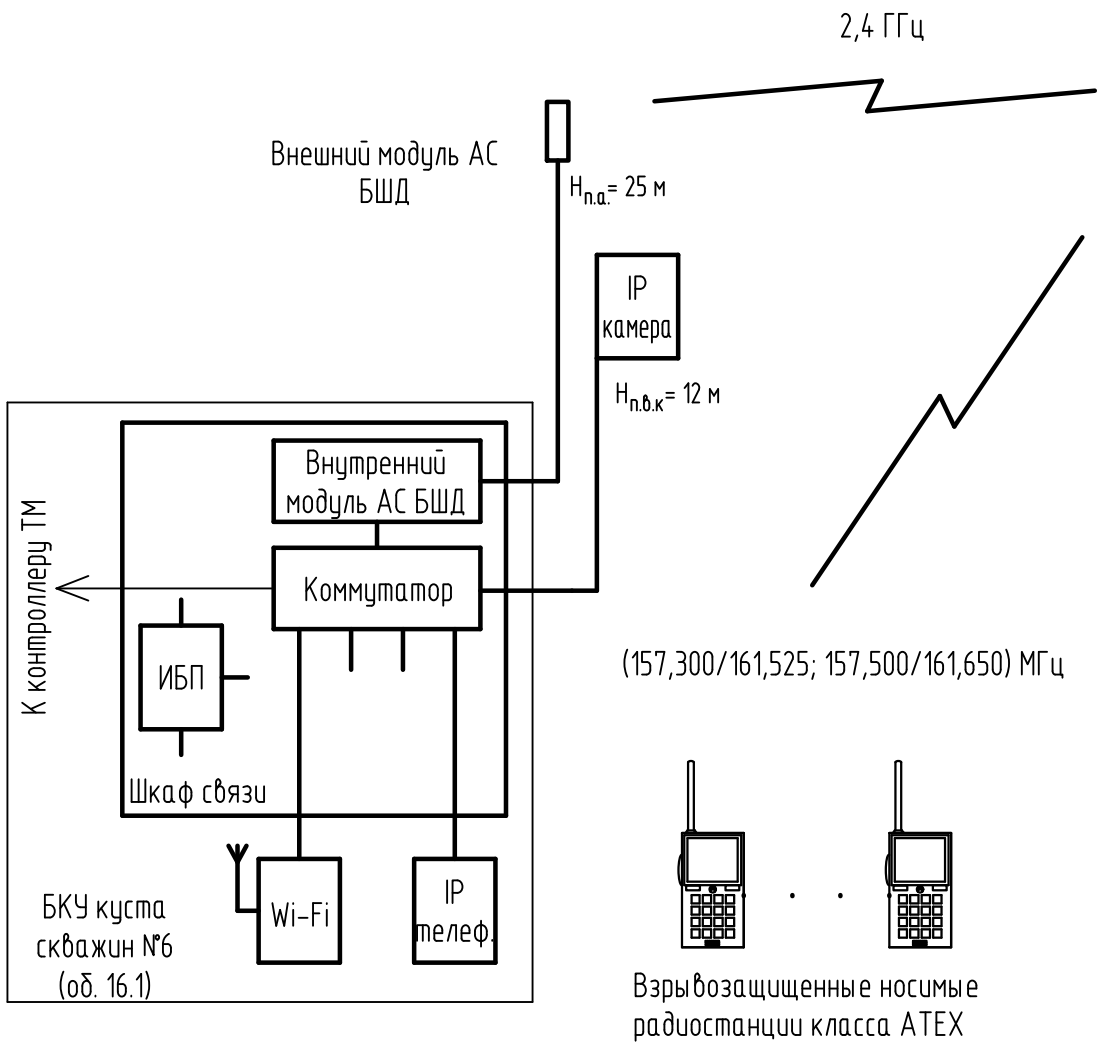 2,4 ГГц
Внешний модуль АС
БШД
Нп.а.= 25 м
IP
камера
Нп.в.к= 12 м
Внутренний
модуль АС БШД
К контроллеру ТМ
Коммутатор
ИБП
(157,300/161,525; 157,500/161,650) МГц
Шкаф связи
Wi-Fi
IP
телеф.
БКУ куста
скважин №6
(об. 16.1)
Взрывозащищенные носимые
радиостанции класса ATEX